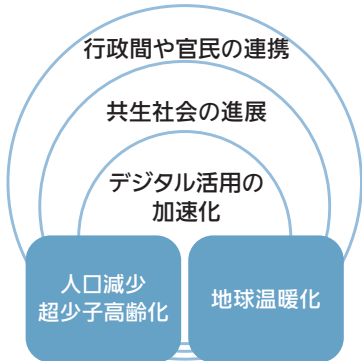 行政間や官民の連携
共生社会の進展
デジタル活用の
加速化
人口減少
超少子高齢化
地球温暖化